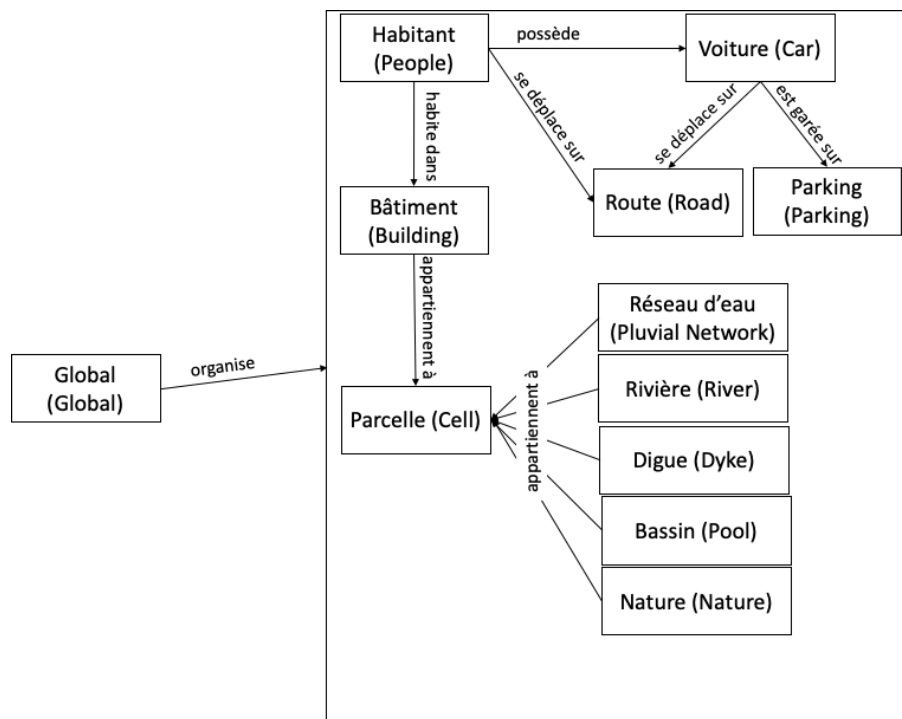 Habitant
(People)
possède
Voiture (Car)
habite dans
se déplace sur
se déplace sur
est garée sur
Bâtiment
(Building)
Route (Road)
Parking
(Parking)
appartiennent à
Réseau d’eau
(Pluvial Network)
Global
(Global)
organise
Parcelle (Cell)
appartiennent à
Rivière (River)
Digue (Dyke)
Bassin (Pool)
Nature (Nature)